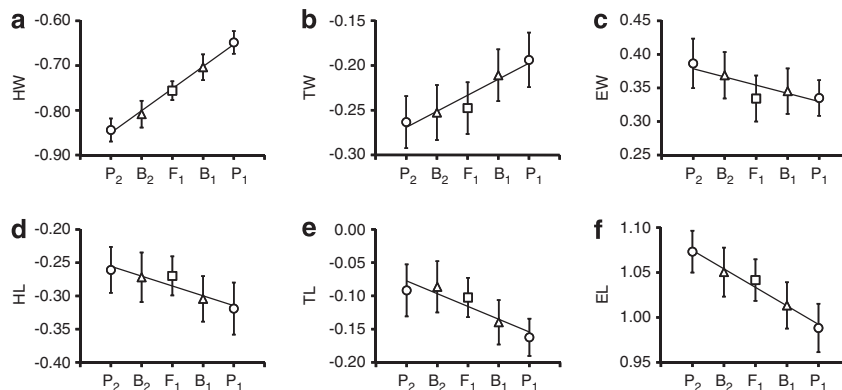 a
HW
-0.60
-0.70
-0.80
-0.90
P2 B2 F1 B1 P1
b
TW
-0.15
-0.20
-0.25
-0.30
P2 B2 F1 B1 P1
c
EW
0.45
0.40
0.35
0.30
0.25
P2 B2 F1 B1 P1
d
HL
-0.20
-0.25
-0.30
-0.35
-0.40
P2 B2 F1 B1 P1
e
TL
0.00
-0.05
-0.10
-0.15
-0.20
P2 B2 F1 B1 P1
f
EL
1.10
1.05
1.00
0.95
P2 B2 F1 B1 P1